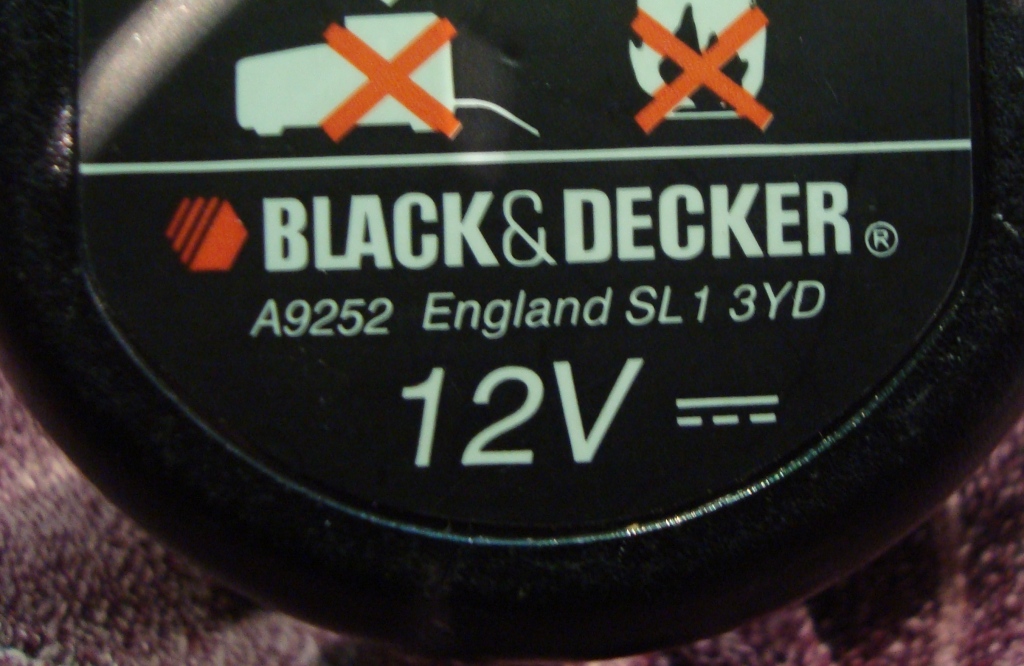 BLACK & DECKER ®
A9252 England SL1 3YD
12V